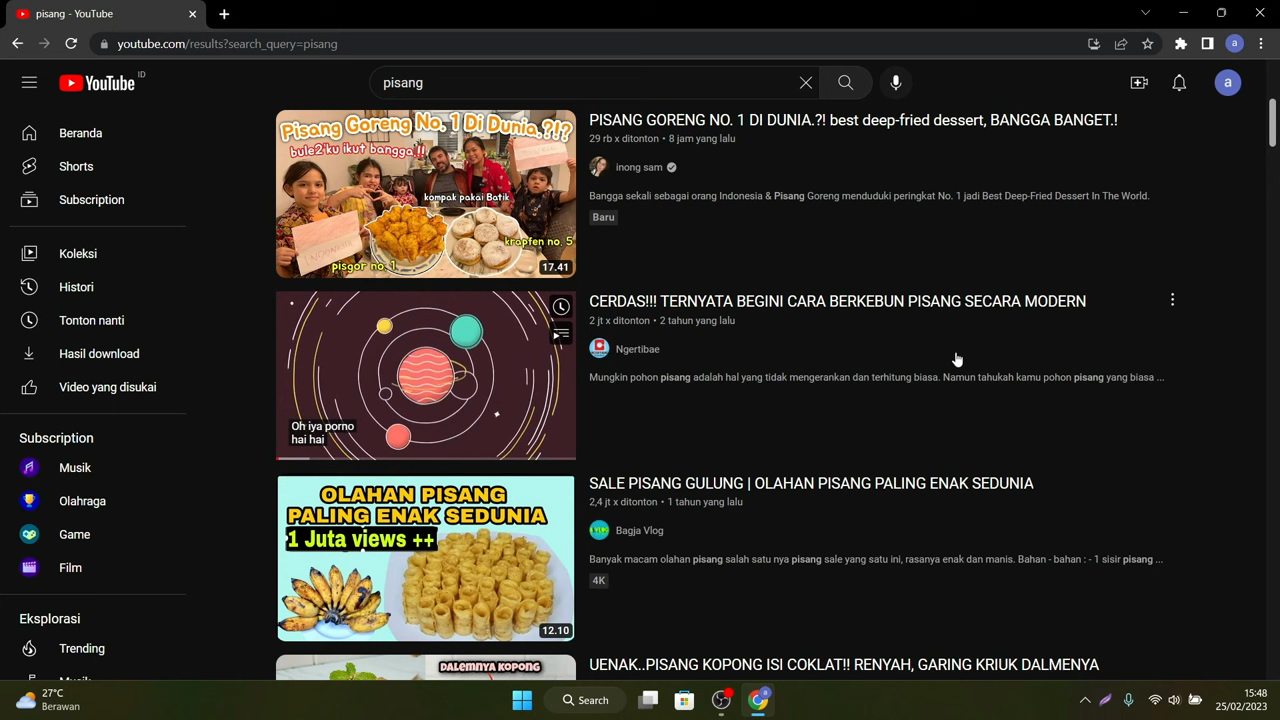 pisang - YouTube
youtube.com/results?search_query=pisang
YouTube ID
pisang
a
a
Beranda
Shorts
Subscription
Koleksi
Histori
Tonton nanti
Hasil download
Video yang disukai
Subscription
Musik
Olahraga
Game
Film
Eksplorasi
Trending
Pisang Goreng No. 1 Di Dunia.?!?
bule2'ku ikut bangga.!!
kompak pakai Batik
krapfen no. 5
pisgor no. 1
17.41
PISANG GORENG NO. 1 DI DUNIA.?! best deep-fried dessert, BANGGA BANGET.!
29 rb x ditonton • 8 jam yang lalu
inong sam
Bangga sekali sebagai orang Indonesia & Pisang Goreng menduduki peringkat No. 1 jadi Best Deep-Fried Dessert In The World.
Baru
Oh iya porno
hai hai
CERDAS!!! TERNYATA BEGINI CARA BERKEBUN PISANG SECARA MODERN
2 jt x ditonton • 2 tahun yang lalu
Ngertibae
Mungkin pohon pisang adalah hal yang tidak mengerankan dan terhitung biasa. Namun tahukah kamu pohon pisang yang biasa ...
OLAHAN PISANG
PALING ENAK SEDUNIA
1 Juta views ++
12.10
SALE PISANG GULUNG | OLAHAN PISANG PALING ENAK SEDUNIA
2,4 jt x ditonton • 1 tahun yang lalu
Bagja Vlog
Banyak macam olahan pisang salah satu nya pisang sale yang satu ini, rasanya enak dan manis. Bahan - bahan : - 1 sisir pisang ...
4K
DALEMNYA KOPONG
UENAK..PISANG KOPONG ISI COKLAT!! RENYAH, GARING KRIUK DALMENYA
27°C
Berawan
Search
15:48
25/02/2023